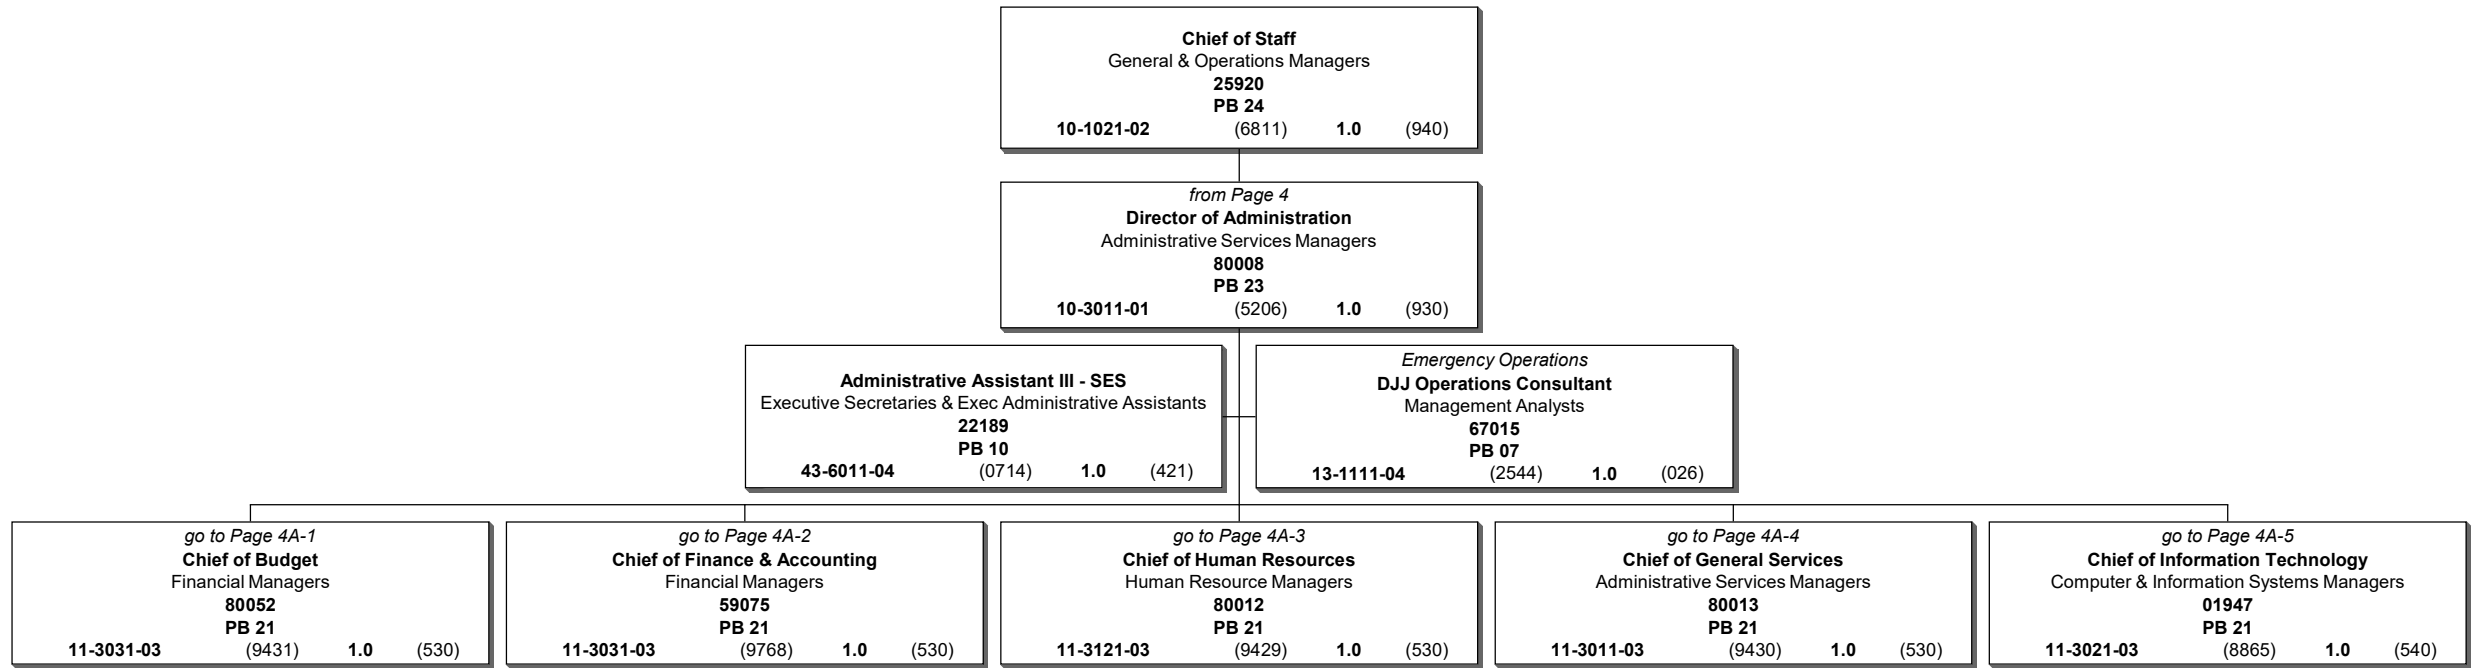 Chief of Staff
General & Operations Managers
25920
PB 24
10-1021-02 (6811) 1.0 (940)
from Page 4
Director of Administration
Administrative Services Managers
80008
PB 23
10-3011-01 (5206) 1.0 (930)
Administrative Assistant III - SES
Executive Secretaries & Exec Administrative Assistants
22189
PB 10
43-6011-04 (0714) 1.0 (421)
Emergency Operations
DJJ Operations Consultant
Management Analysts
67015
PB 07
13-1111-04 (2544) 1.0 (026)
go to Page 4A-1
Chief of Budget
Financial Managers
80052
PB 21
11-3031-03 (9431) 1.0 (530)
go to Page 4A-2
Chief of Finance & Accounting
Financial Managers
59075
PB 21
11-3031-03 (9768) 1.0 (530)
go to Page 4A-3
Chief of Human Resources
Human Resource Managers
80012
PB 21
11-3121-03 (9429) 1.0 (530)
go to Page 4A-4
Chief of General Services
Administrative Services Managers
80013
PB 21
11-3011-03 (9430) 1.0 (530)
go to Page 4A-5
Chief of Information Technology
Computer & Information Systems Managers
01947
PB 21
11-3021-03 (8865) 1.0 (540)